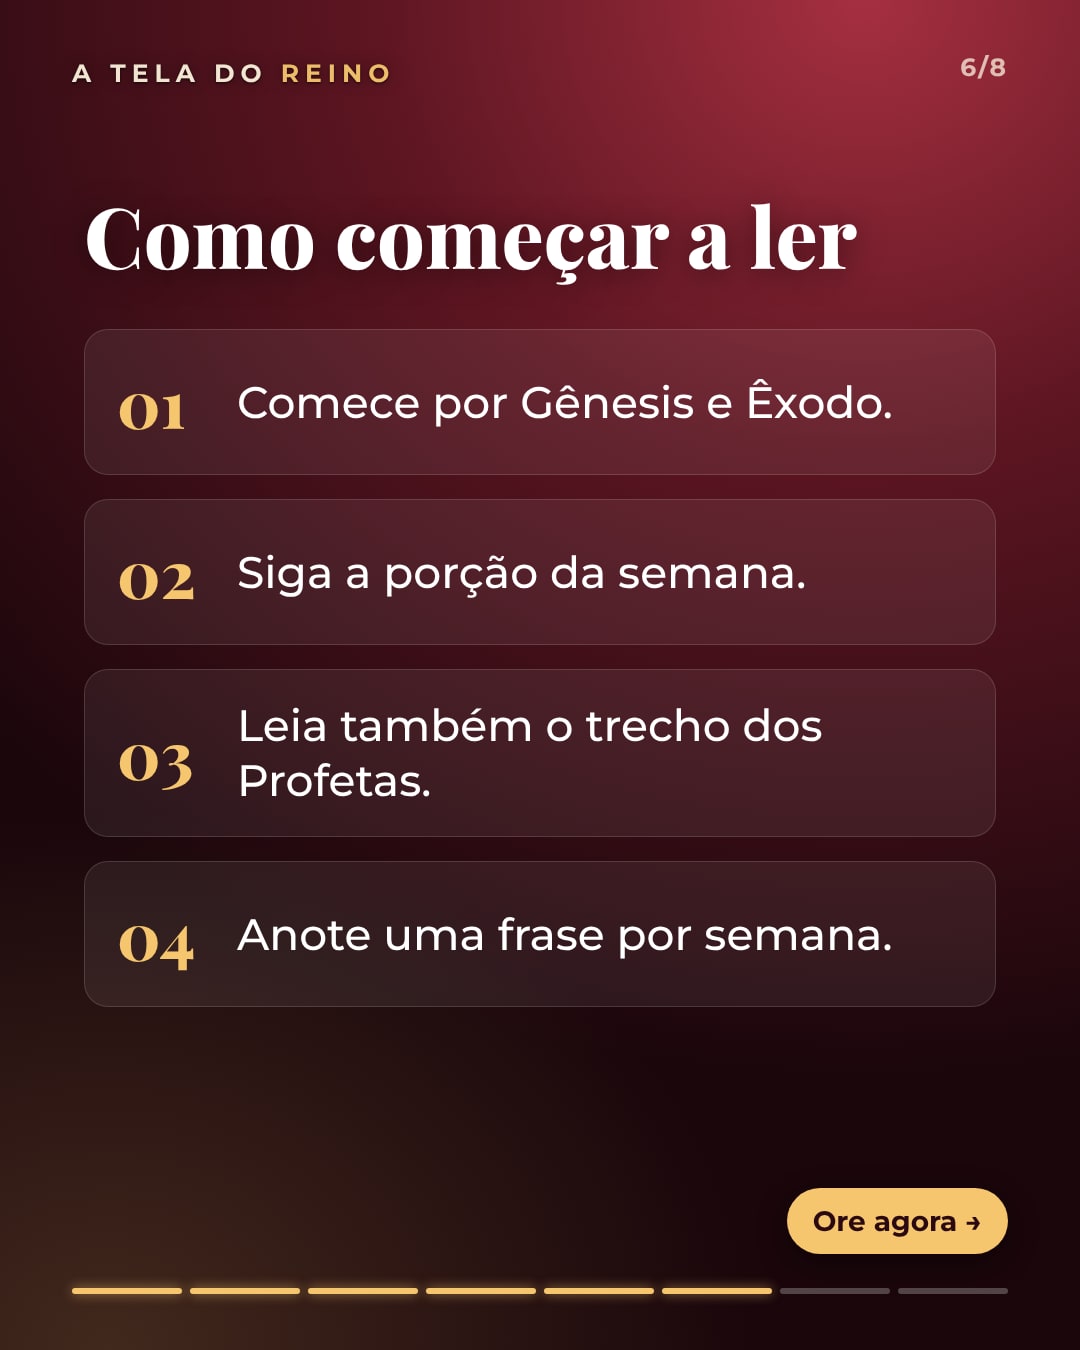 A TELA DO REINO
6/8
Como começar a ler
01 Comece por Gênesis e Êxodo.
02 Siga a porção da semana.
03 Leia também o trecho dos
Profetas.
04 Anote uma frase por semana.
Ore agora →